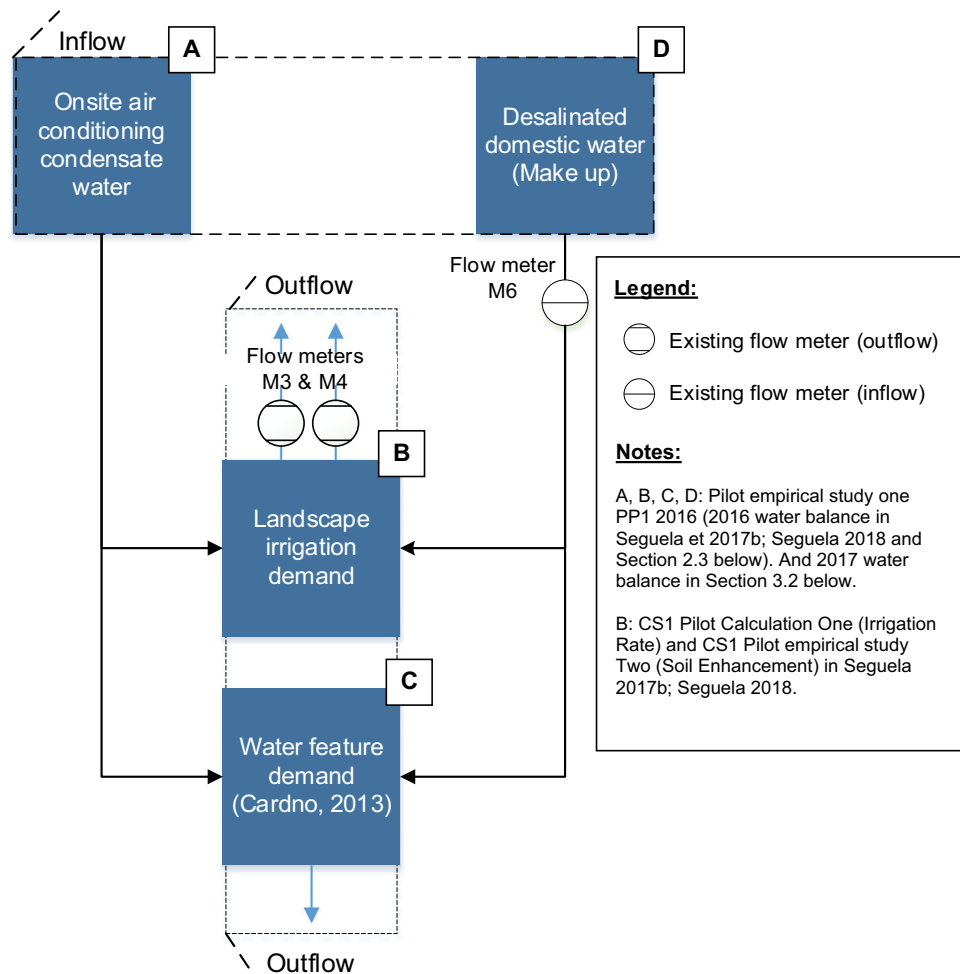 Inflow
A
D
Onsite air
conditioning
condensate
water
Desalinated
domestic water
(Make up)
Flow meter
M6
Outflow
Flow meters
M3 & M4
B
Landscape
irrigation
demand
C
Water feature
demand
(Cardno, 2013)
Outflow
Legend:
Existing flow meter (outflow)
Existing flow meter (inflow)
Notes:
A, B, C, D: Pilot empirical study one
PP1 2016 (2016 water balance in
Seguela et 2017b; Seguela 2018 and
Section 2.3 below). And 2017 water
balance in Section 3.2 below.
B: CS1 Pilot Calculation One (Irrigation
Rate) and CS1 Pilot empirical study
Two (Soil Enhancement) in Seguela
2017b; Seguela 2018.